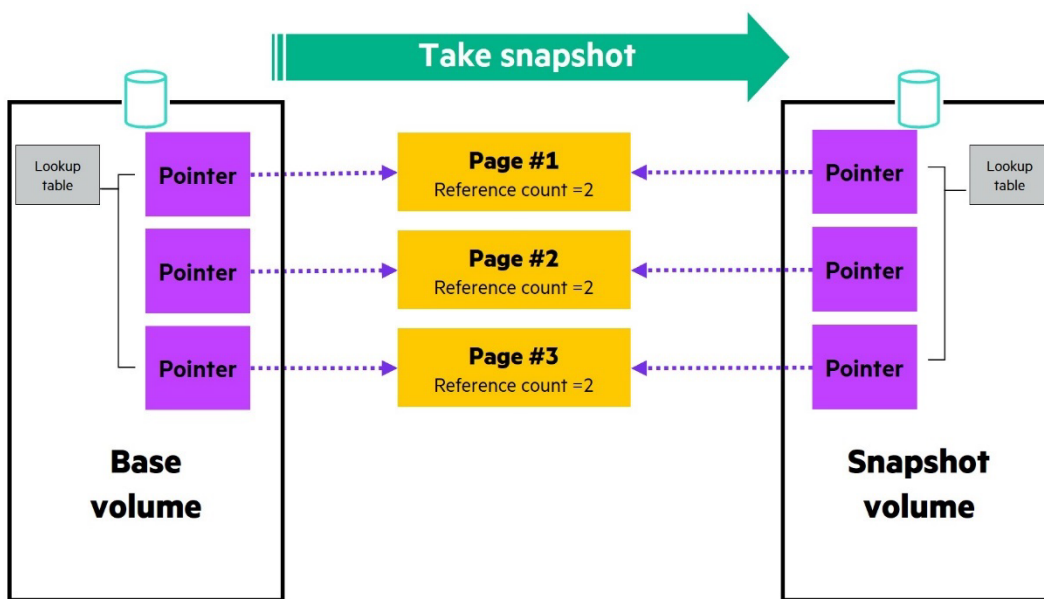 Take snapshot
Lookup
table
Pointer
Page #1
Reference count =2
Pointer
Lookup
table
Pointer
Page #2
Reference count =2
Pointer
Pointer
Page #3
Reference count =2
Pointer
Base
volume
Snapshot
volume